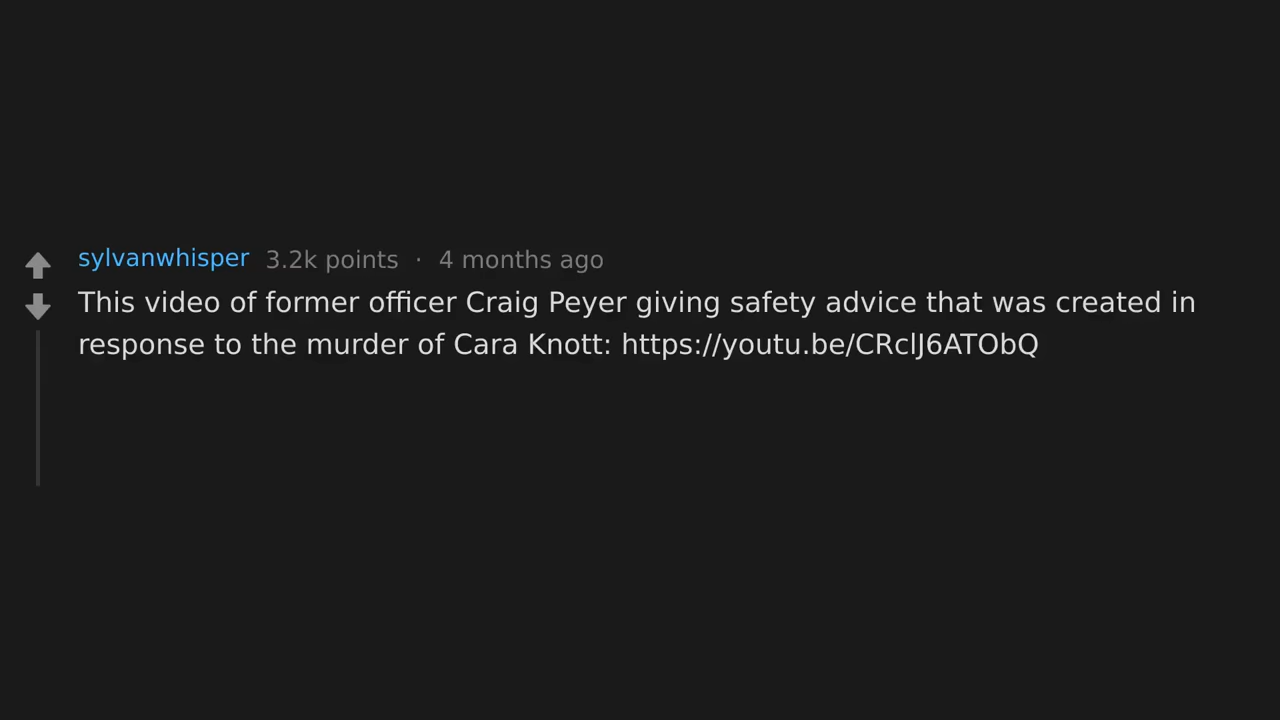 sylvanwhisper 3.2k points · 4 months ago
This video of former officer Craig Peyer giving safety advice that was created in
response to the murder of Cara Knott: https://youtu.be/CRclJ6ATObQ